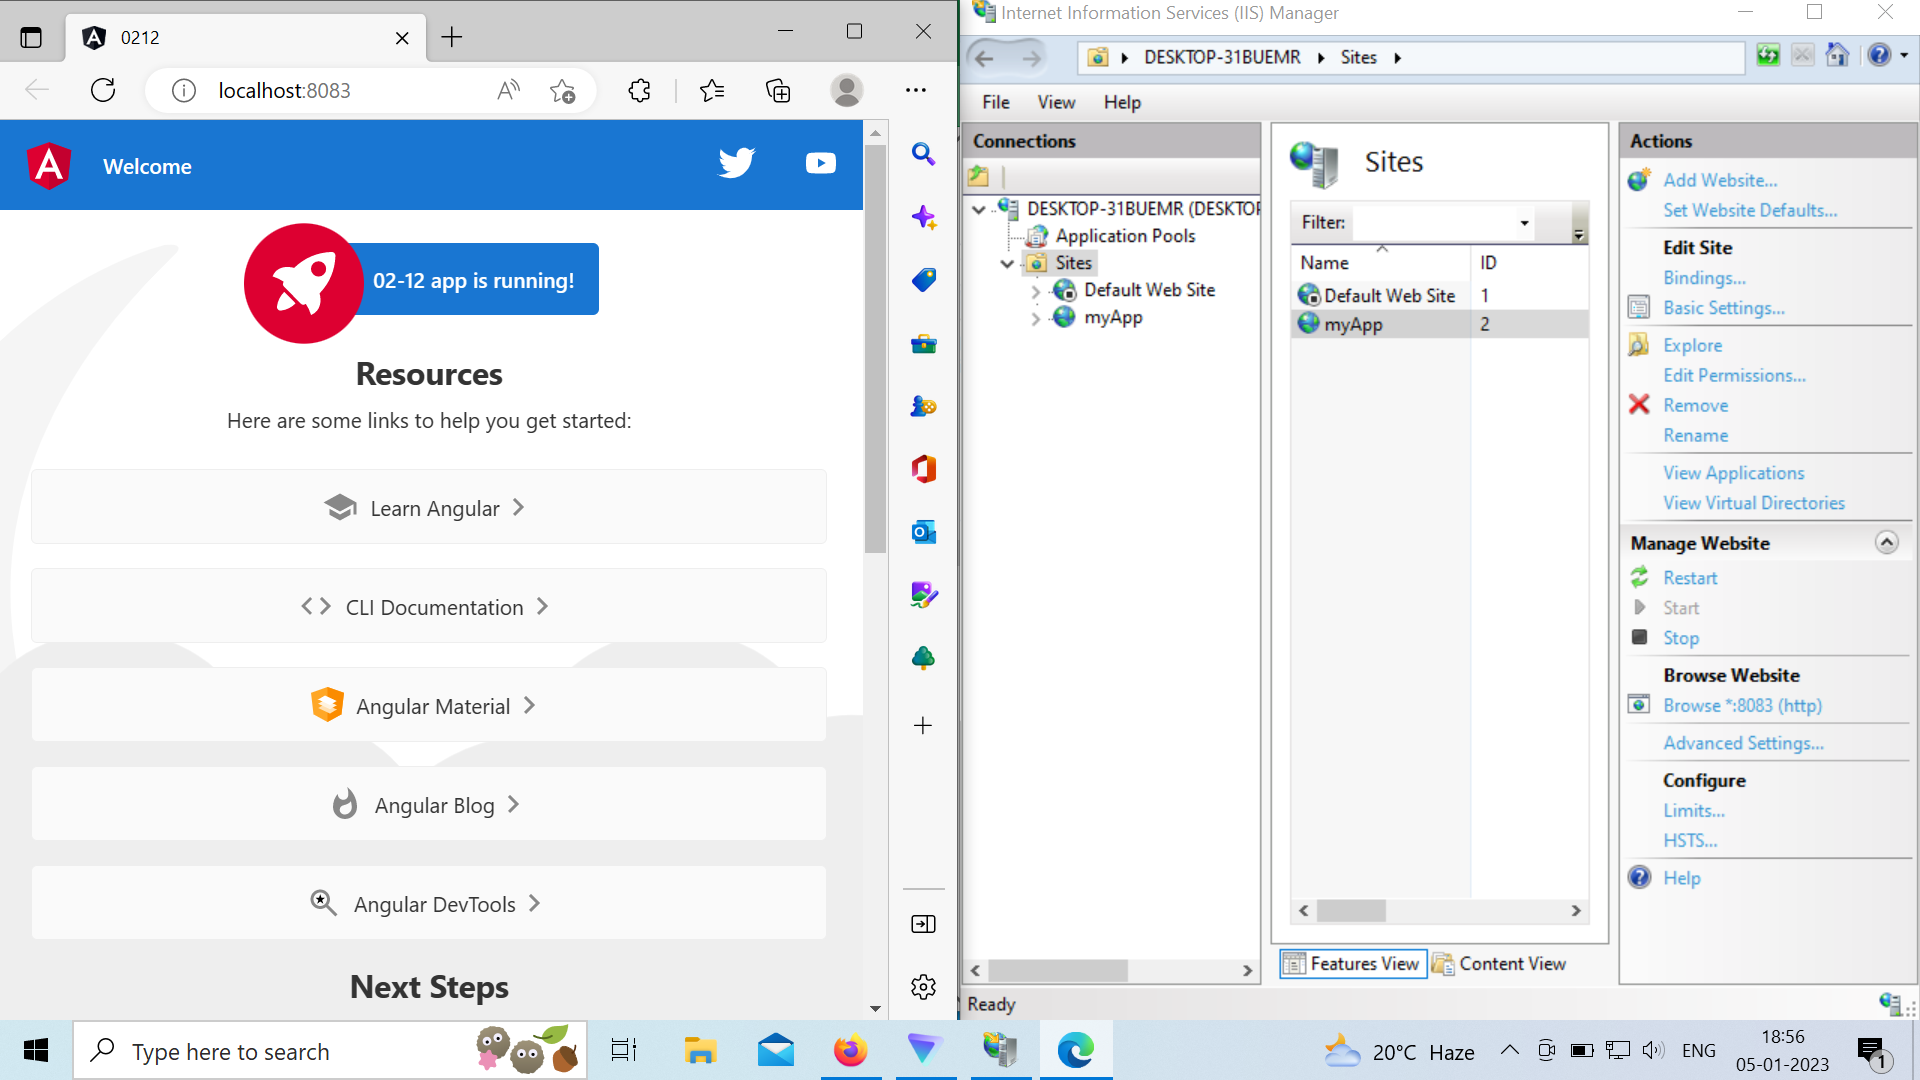 0212
localhost:8083
Welcome
02-12 app is running!
Resources
Here are some links to help you get started:
Learn Angular
CLI Documentation
Angular Material
Angular Blog
Angular DevTools
Next Steps
Internet Information Services (IIS) Manager
DESKTOP-31BUEMR
Sites
File View Help
Connections
DESKTOP-31BUEMR (DESKTOP
Application Pools
Sites
Default Web Site
myApp
Sites
Filter:
Name ID
Default Web Site 1
myApp 2
Features View Content View
Ready
Actions
Add Website...
Set Website Defaults...
Edit Site
Bindings...
Basic Settings...
Explore
Edit Permissions...
Remove
Rename
View Applications
View Virtual Directories
Manage Website
Restart
Start
Stop
Browse Website
Browse *:8083 (http)
Advanced Settings...
Configure
Limits...
HSTS...
Help
Type here to search
20°C Haze
ENG
18:56
05-01-2023
1